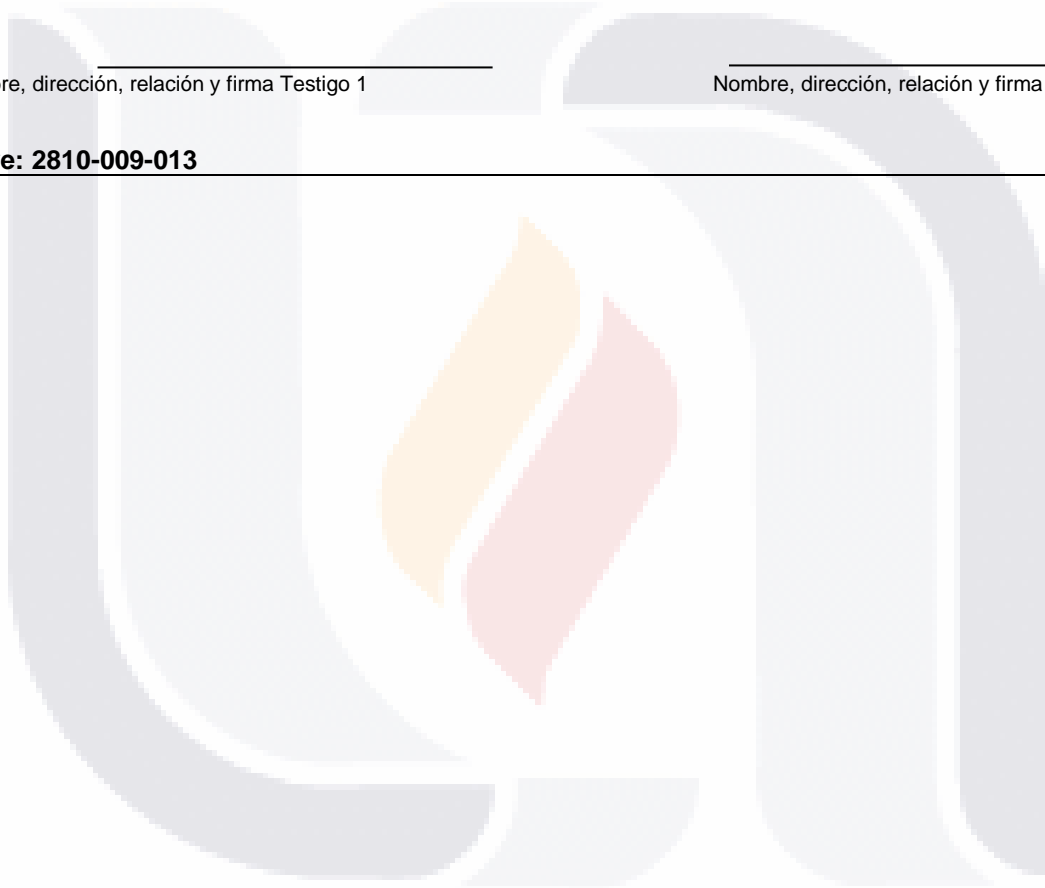 re, dirección, relación y firma Testigo 1
Nombre, dirección, relación y firma
e: 2810-009-013